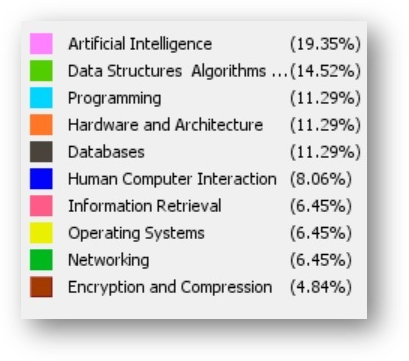 Artificial Intelligence (19.35%)
Data Structures Algorithms ... (14.52%)
Programming (11.29%)
Hardware and Architecture (11.29%)
Databases (11.29%)
Human Computer Interaction (8.06%)
Information Retrieval (6.45%)
Operating Systems (6.45%)
Networking (6.45%)
Encryption and Compression (4.84%)